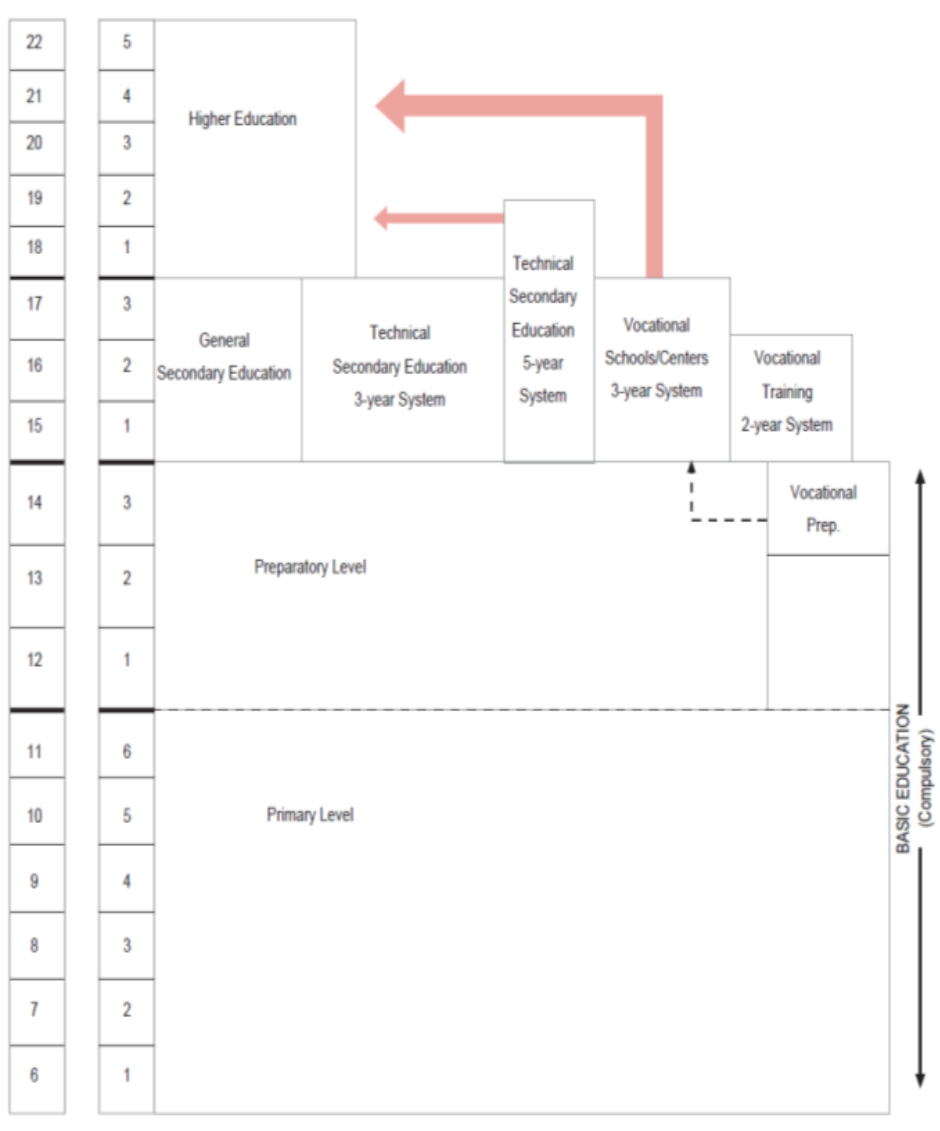 22 5
21 4
Higher Education
20 3
19 2
18 1
Technical
Secondary
Education
5-year
System
17 3
16 2
15 1
General
Secondary Education
Technical
Secondary Education
3-year System
Vocational
Schools/Centers
3-year System
Vocational
Training
2-year System
14 3
13 2
12 1
Vocational
Prep.
Preparatory Level
11 6
10 5
9 4
8 3
7 2
6 1
Primary Level
BASIC EDUCATION
(Compulsory)